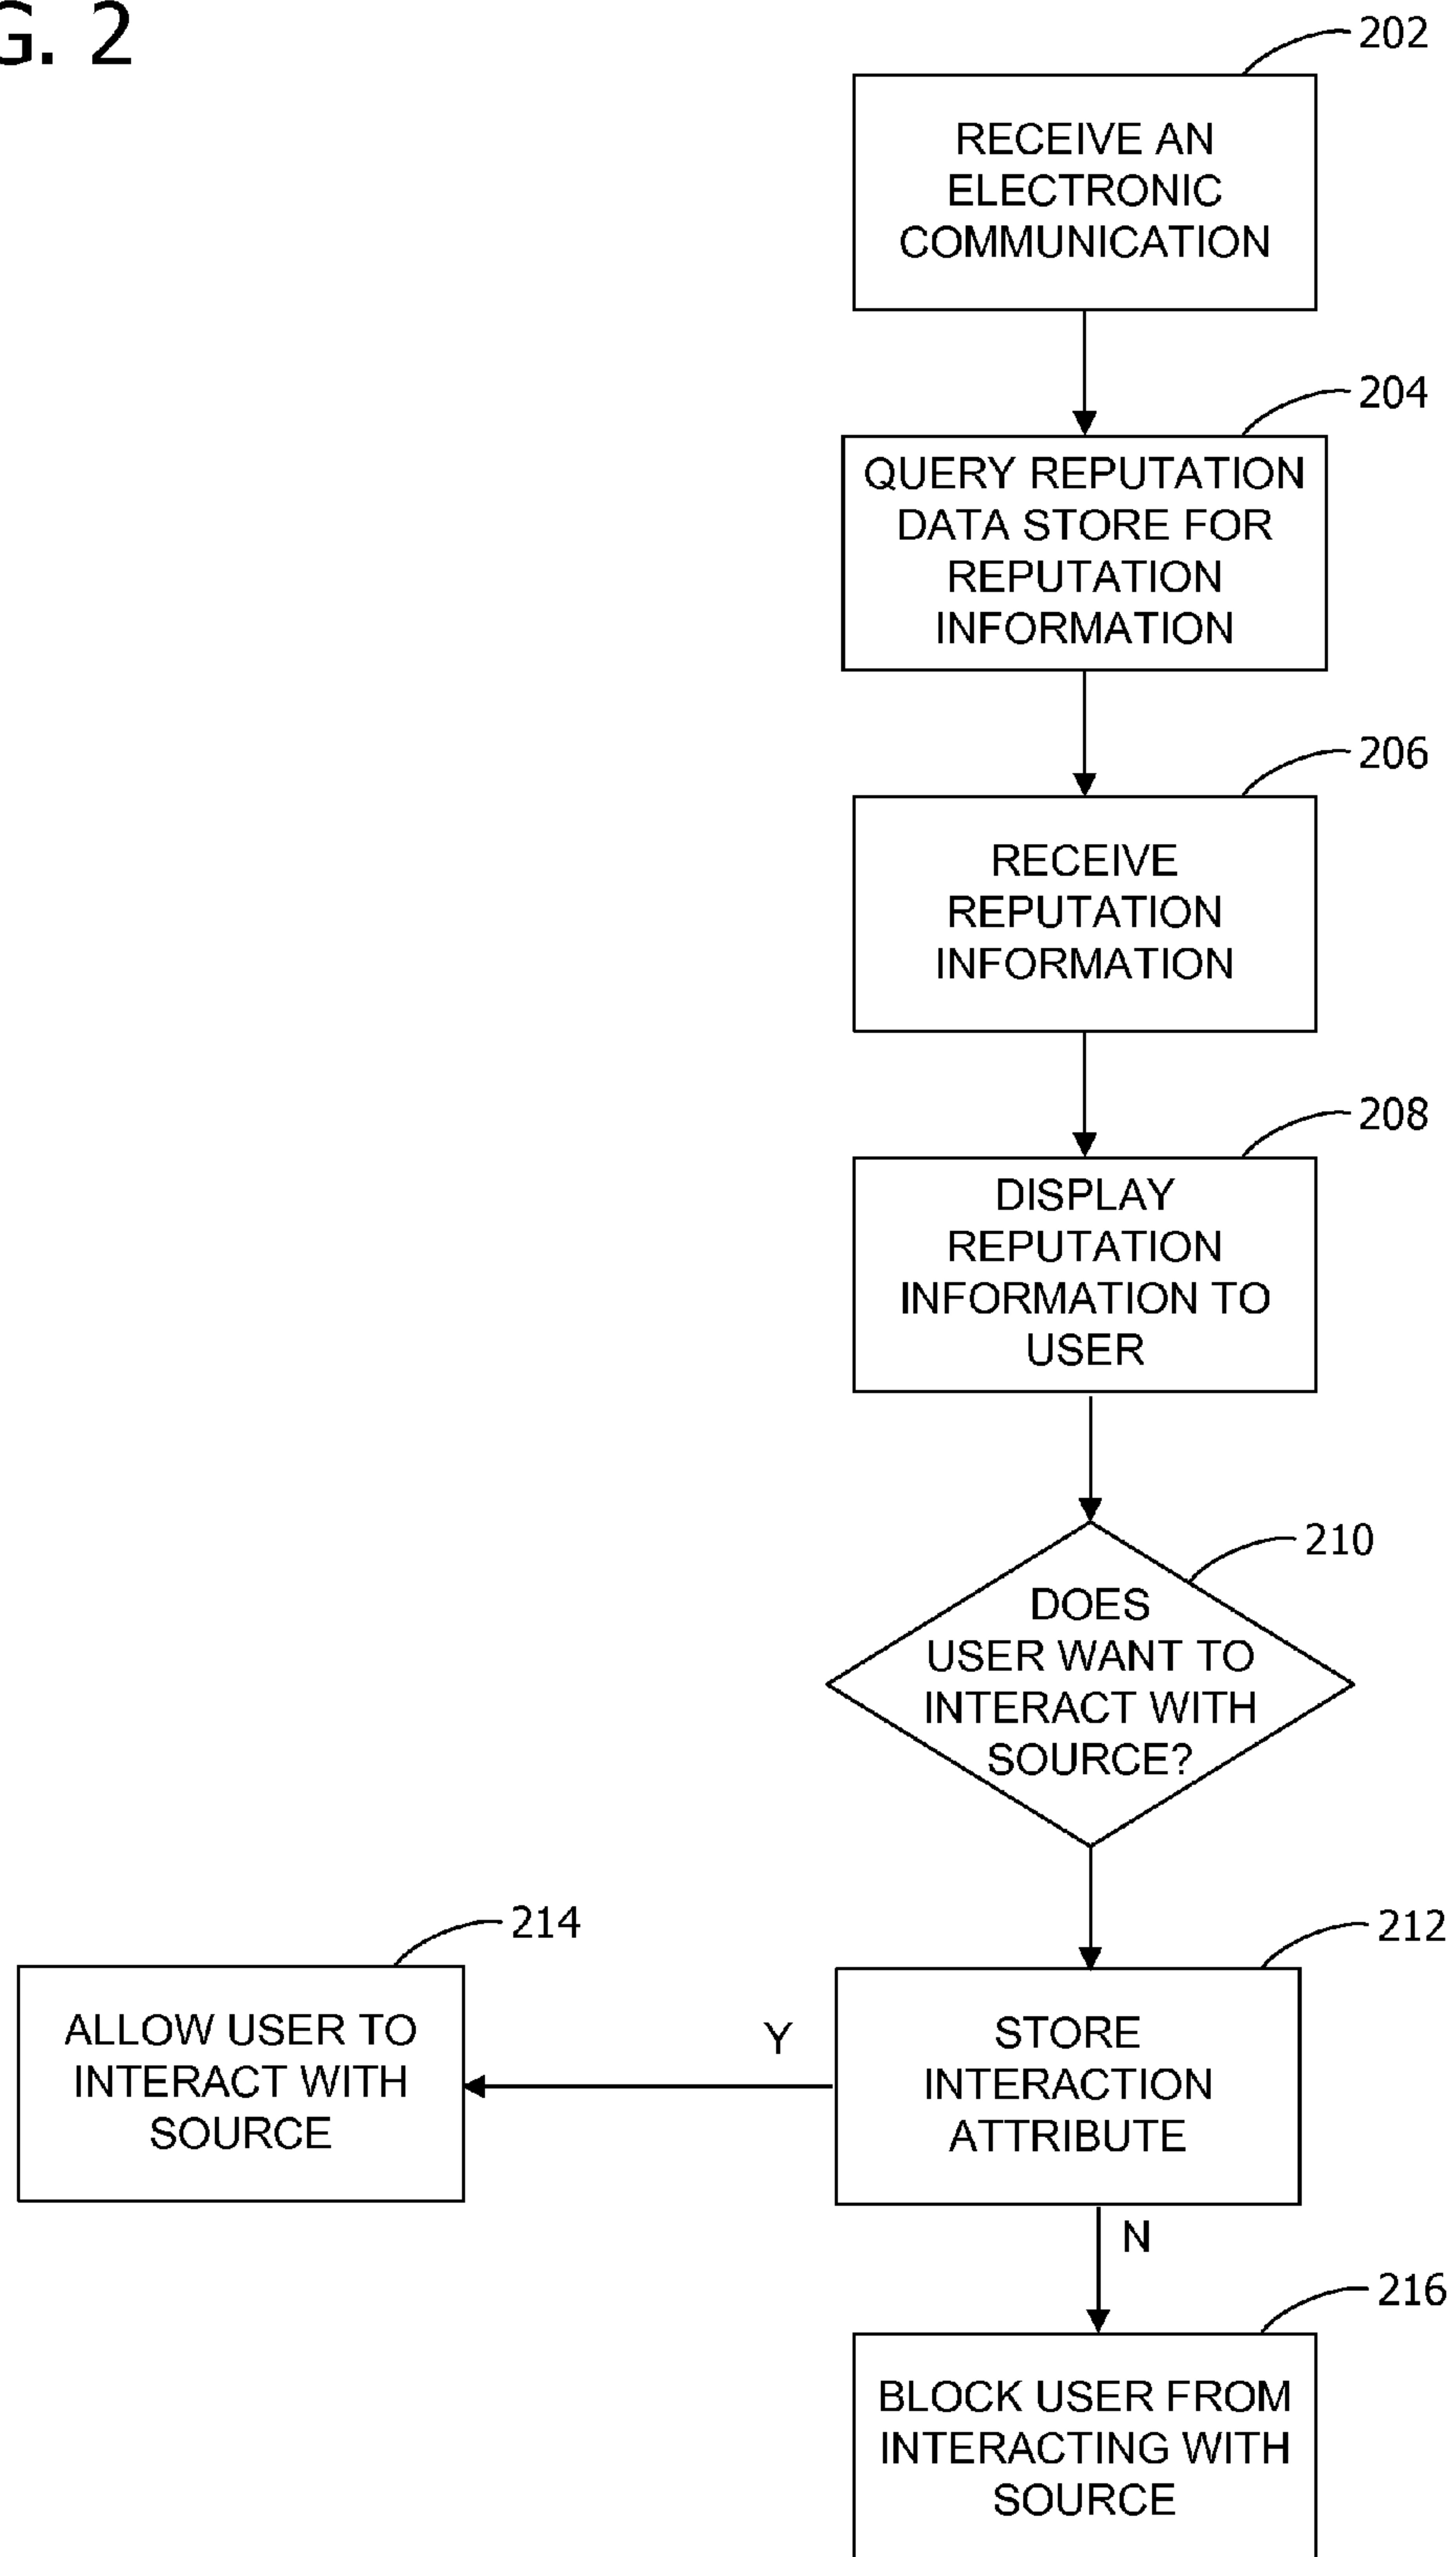 G. 2
202
RECEIVE AN
ELECTRONIC
COMMUNICATION
204
QUERY REPUTATION
DATA STORE FOR
REPUTATION
INFORMATION
206
RECEIVE
REPUTATION
INFORMATION
208
DISPLAY
REPUTATION
INFORMATION TO
USER
210
DOES
USER WANT TO
INTERACT WITH
SOURCE?
214
212
ALLOW USER TO
INTERACT WITH
SOURCE
Y
STORE
INTERACTION
ATTRIBUTE
N
216
BLOCK USER FROM
INTERACTING WITH
SOURCE